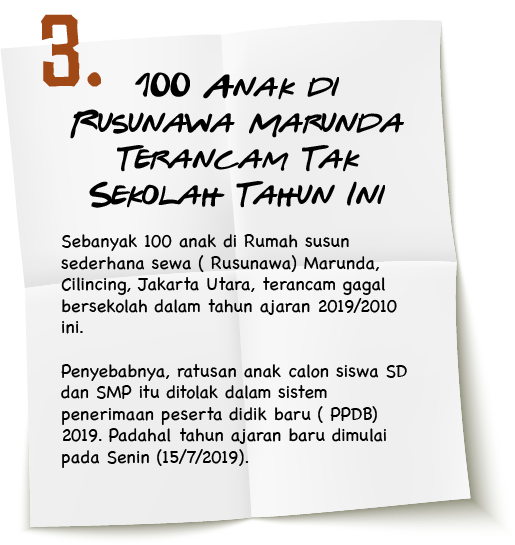 3.
100 Anak di
Rusunawa Marunda
Terancam Tak
Sekolah Tahun Ini
Sebanyak 100 anak di Rumah susun
sederhana sewa ( Rusunawa) Marunda,
Cilincing, Jakarta Utara, terancam gagal
bersekolah dalam tahun ajaran 2019/2010
ini.
Penyebabnya, ratusan anak calon siswa SD
dan SMP itu ditolak dalam sistem
penerimaan peserta didik baru ( PPDB)
2019. Padahal tahun ajaran baru dimulai
pada Senin (15/7/2019).